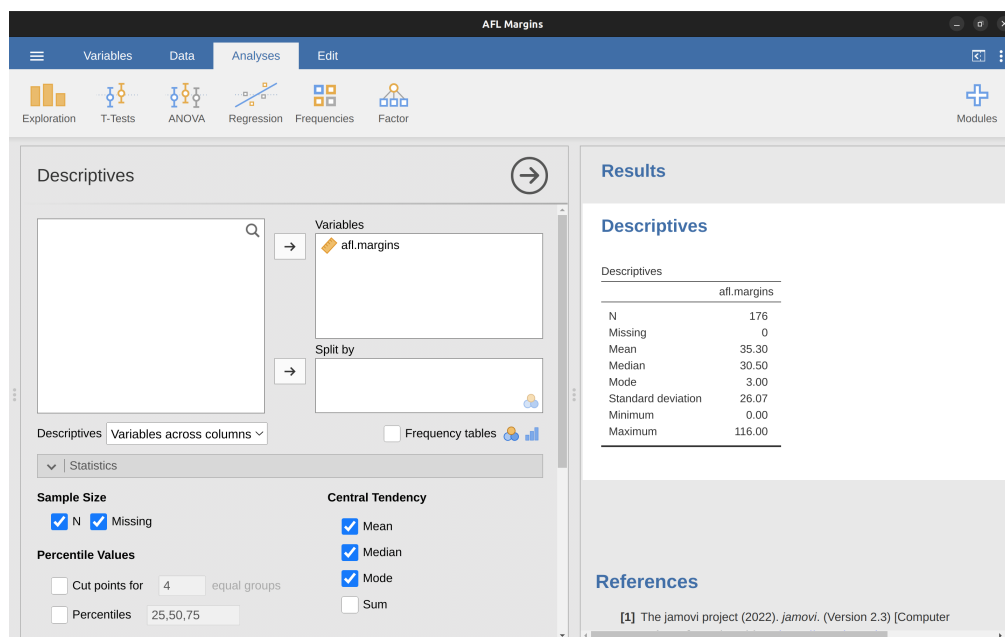 AFL Margins
Variables Data Analyses Edit
Exploration T-Tests ANOVA Regression Frequencies Factor Modules
Descriptives
Variables
afl.margins
Split by
Descriptives Variables across columns Frequency tables
Statistics
Sample Size
N Missing
Percentile Values
Cut points for 4 equal groups
Percentiles 25,50,75
Central Tendency
Mean
Median
Mode
Sum
Results
Descriptives
Descriptives
afl.margins
N 176
Missing 0
Mean 35.30
Median 30.50
Mode 3.00
Standard deviation 26.07
Minimum 0.00
Maximum 116.00
References
[1] The jamovi project (2022). jamovi. (Version 2.3) [Computer